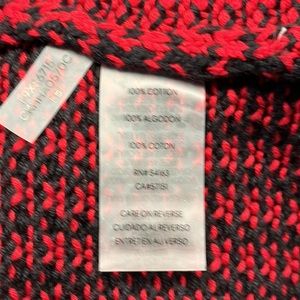 100% COTTON
100% ALGODON
100% COTON
RN# 54163
CA#57151
CARE ON REVERSE
CUIDADO AL REVERSO
ENTRETIEN AU VERSO